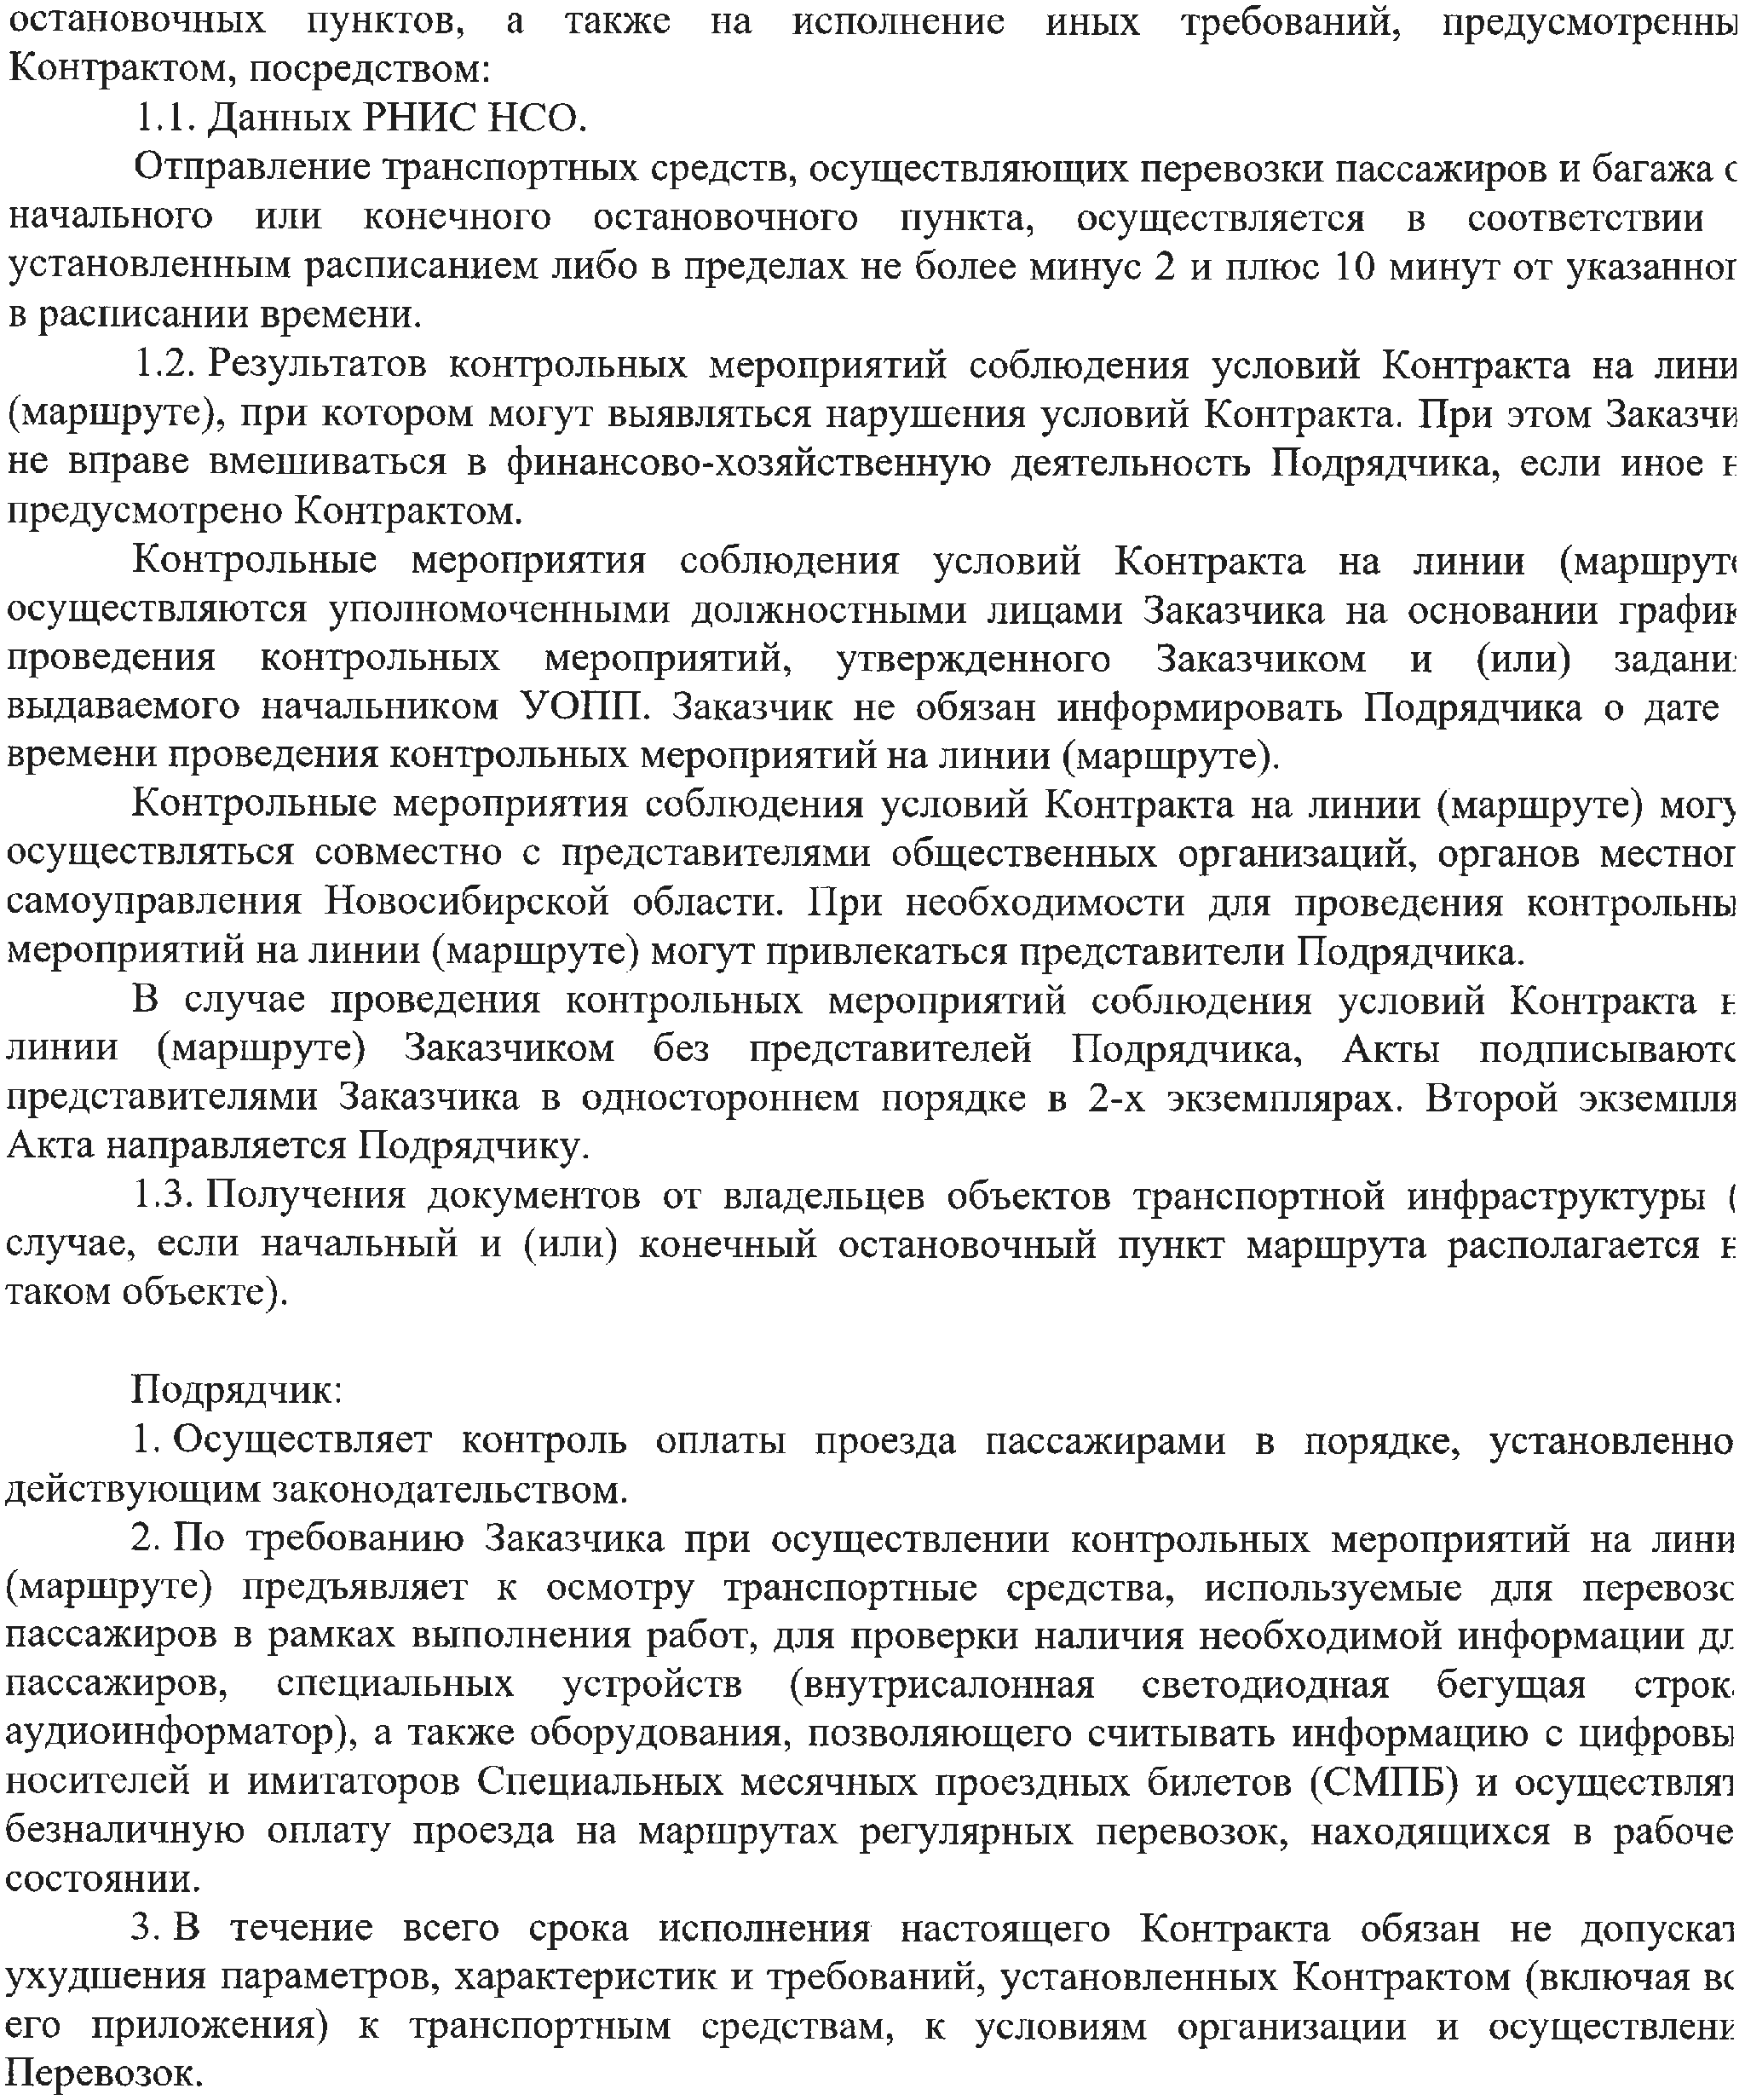 остановочных пунктов, а также на исполнение иных требований, предусмотренны
Контрактом, посредством:
1.1. Данных РНИС НСО.
Отправление транспортных средств, осуществляющих перевозки пассажиров и багажа с
начального или конечного остановочного пункта, осуществляется в соответствии
установленным расписанием либо в пределах не более минус 2 и плюс 10 минут от указанног
в расписании времени.
1.2. Результатов контрольных мероприятий соблюдения условий Контракта на лини
(маршруте), при котором могут выявляться нарушения условий Контракта. При этом Заказчи
не вправе вмешиваться в финансово-хозяйственную деятельность Подрядчика, если иное н
предусмотрено Контрактом.
Контрольные мероприятия соблюдения условий Контракта на линии (маршруте
осуществляются уполномоченными должностными лицами Заказчика на основании график
проведения контрольных мероприятий, утвержденного Заказчиком и (или) задани
выдаваемого начальником УОПП. Заказчик не обязан информировать Подрядчика о дате
времени проведения контрольных мероприятий на линии (маршруте).
Контрольные мероприятия соблюдения условий Контракта на линии (маршруте) могу
осуществляться совместно с представителями общественных организаций, органов местног
самоуправления Новосибирской области. При необходимости для проведения контрольны
мероприятий на линии (маршруте) могут привлекаться представители Подрядчика.
В случае проведения контрольных мероприятий соблюдения условий Контракта н
линии (маршруте) Заказчиком без представителей Подрядчика, Акты подписываютс
представителями Заказчика в одностороннем порядке в 2-х экземплярах. Второй экземпля
Акта направляется Подрядчику.
1.3. Получения документов от владельцев объектов транспортной инфраструктуры (
случае, если начальный и (или) конечный остановочный пункт маршрута располагается н
таком объекте).
Подрядчик:
1. Осуществляет контроль оплаты проезда пассажирами в порядке, установленно
действующим законодательством.
2. По требованию Заказчика при осуществлении контрольных мероприятий на лини
(маршруте) предъявляет к осмотру транспортные средства, используемые для перевозо
пассажиров в рамках выполнения работ, для проверки наличия необходимой информации дл
пассажиров, специальных устройств (внутрисалонная светодиодная бегущая строк
аудиоинформатор), а также оборудования, позволяющего считывать информацию с цифровы
носителей и имитаторов Специальных месячных проездных билетов (СМПБ) и осуществлят
безналичную оплату проезда на маршрутах регулярных перевозок, находящихся в рабоче
состоянии.
3. В течение всего срока исполнения настоящего Контракта обязан не допускат
ухудшения параметров, характеристик и требований, установленных Контрактом (включая вс
его приложения) к транспортным средствам, к условиям организации и осуществлени
Перевозок.